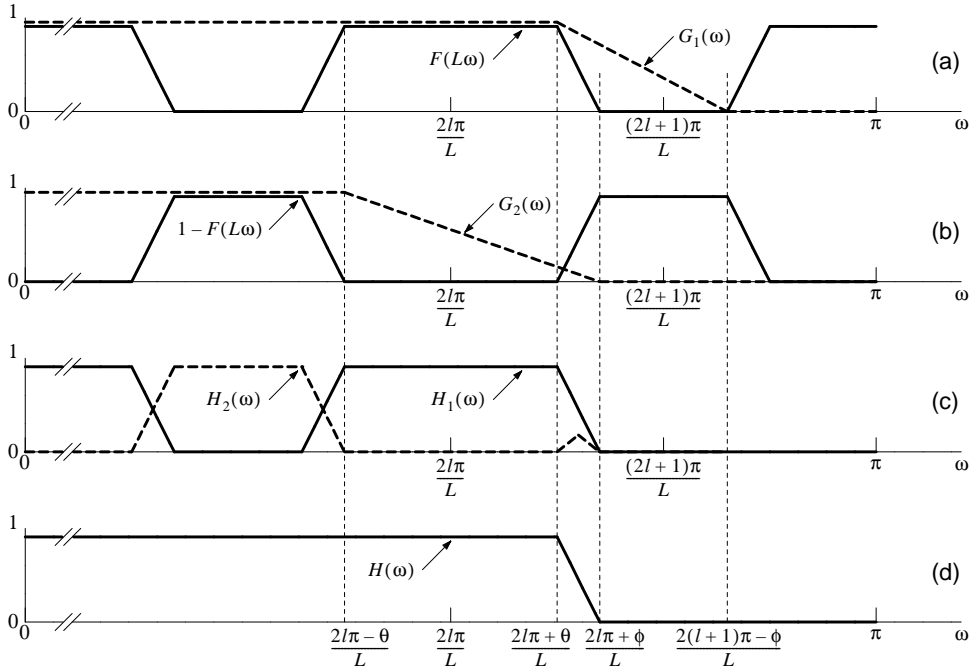 1
F(Lω)
G₁(ω)
(a)
0
0
2lπ/L
(2l + 1)π/L
π
ω
1
1 – F(Lω)
G₂(ω)
(b)
0
0
2lπ/L
(2l + 1)π/L
π
ω
1
H₂(ω)
H₁(ω)
(c)
0
0
2lπ/L
(2l + 1)π/L
π
ω
1
H(ω)
(d)
0
0
2lπ – θ/L
2lπ/L
2lπ + θ/L
2lπ + ϕ/L
2(l + 1)π – ϕ/L
π
ω